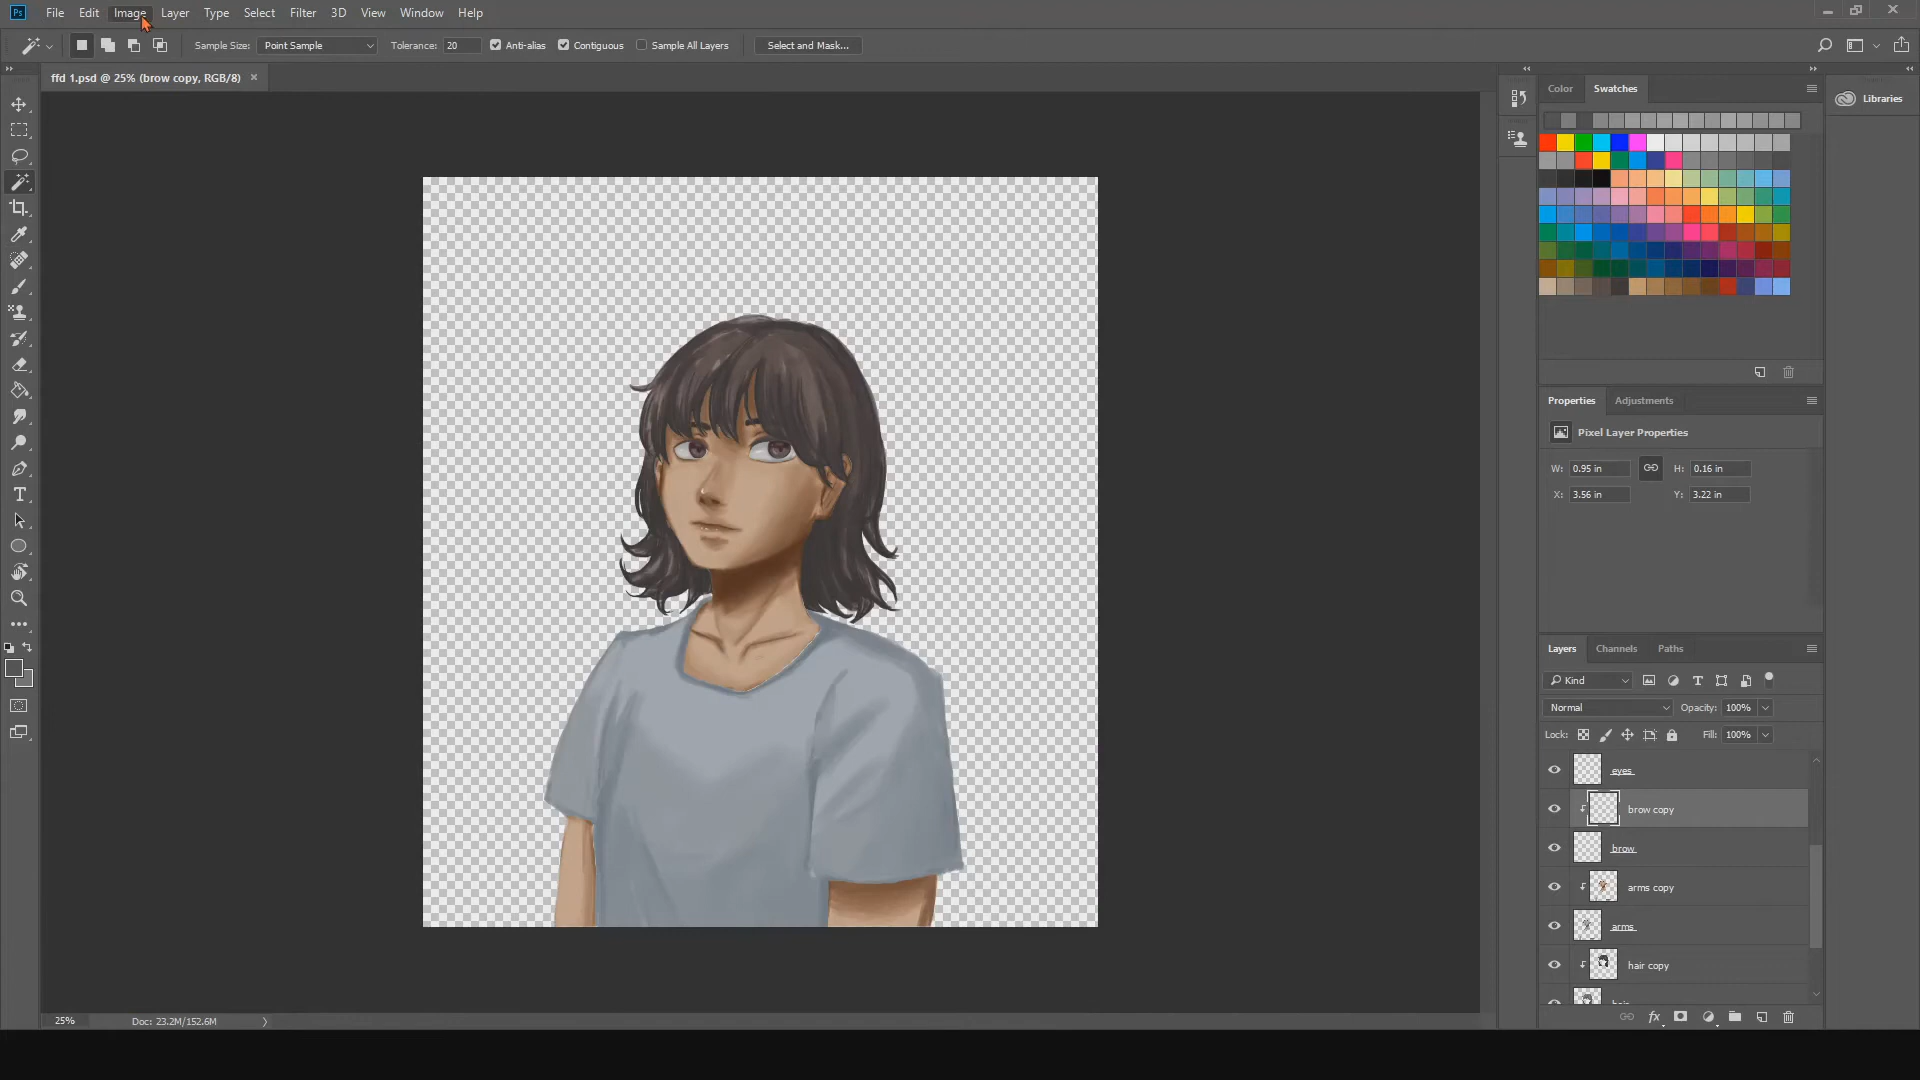 Ps File Edit Image Layer Type Select Filter 3D View Window Help
Sample Size: Point Sample Tolerance: 20 Anti-alias Contiguous Sample All Layers Select and Mask...
ffd 1.psd @ 25% (brow copy, RGB/8) ×
Color Swatches
Libraries
Properties Adjustments
Pixel Layer Properties
W: 0.95 in H: 0.16 in
X: 3.56 in Y: 3.22 in
Layers Channels Paths
Kind
Normal Opacity: 100%
Lock: Fill: 100%
eyes
brow copy
brow
arms copy
arms
hair copy
25% Doc: 23.2M/152.6M